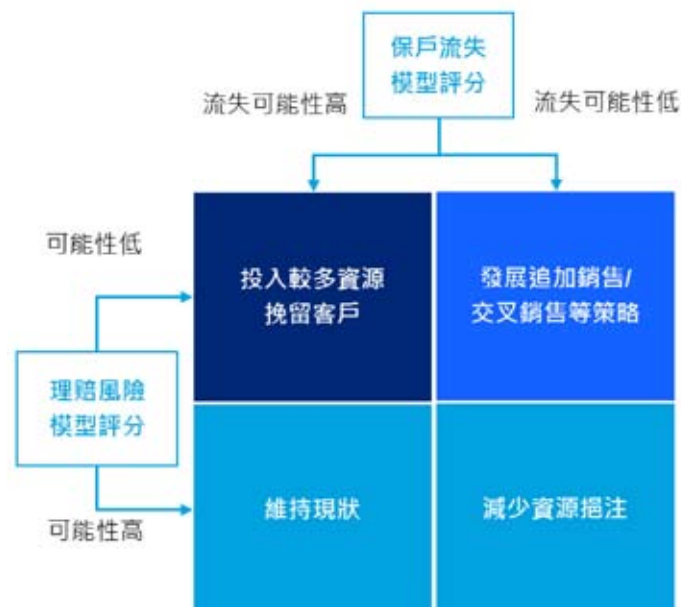 保戶流失
模型評分
流失可能性高
流失可能性低
可能性低
投入較多資源
挽留客戶
發展追加銷售/
交叉銷售等策略
理賠風險
模型評分
維持現狀
減少資源挹注
可能性高